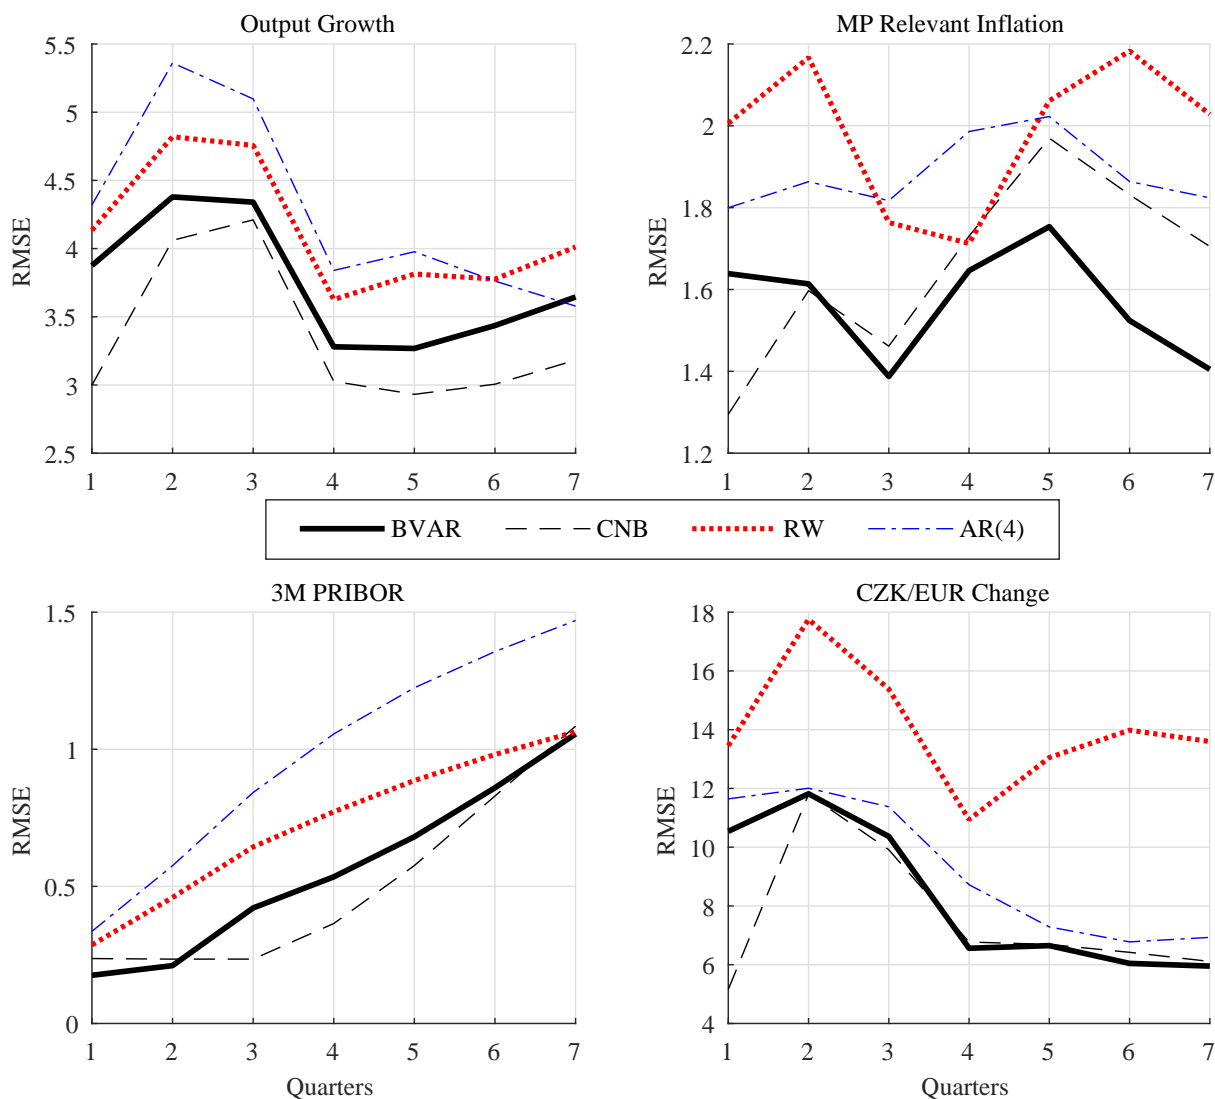 Output Growth
MP Relevant Inflation
5.5
5
4.5
4
3.5
3
2.5
RMSE
1 2 3 4 5 6 7
2.2
2
1.8
1.6
1.4
1.2
RMSE
1 2 3 4 5 6 7
BVAR CNB RW AR(4)
3M PRIBOR
CZK/EUR Change
1.5
1
0.5
0
RMSE
1 2 3 4 5 6 7
Quarters
18
16
14
12
10
8
6
4
RMSE
1 2 3 4 5 6 7
Quarters